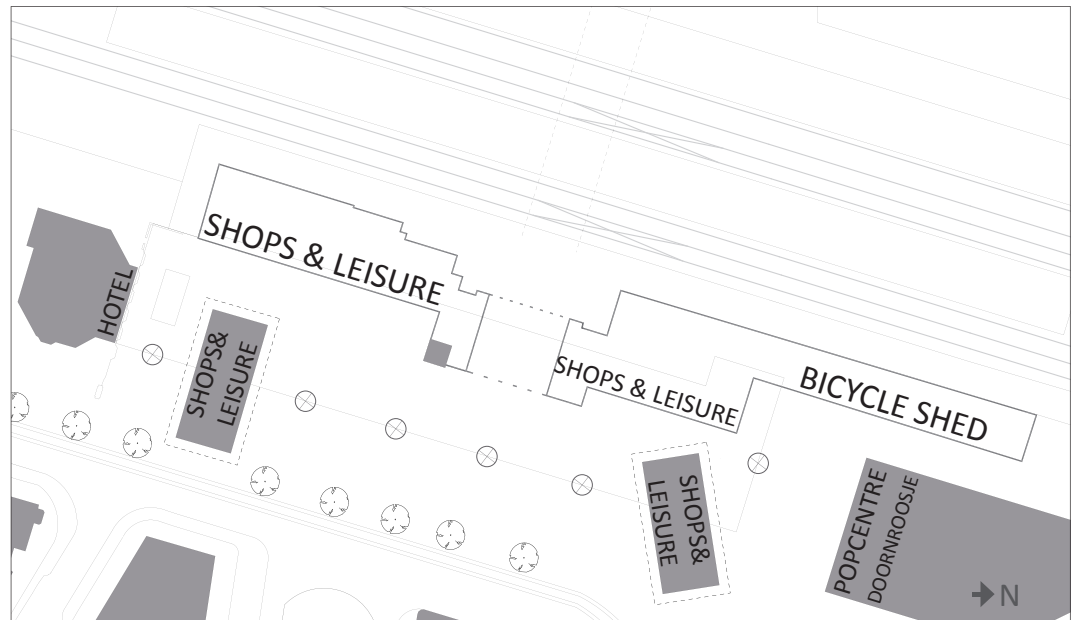 SHOPS & LEISURE
HOTEL
SHOPS&
LEISURE
SHOPS & LEISURE
BICYCLE SHED
SHOPS&
LEISURE
POPCENTRE
DOORNROOSJE
N